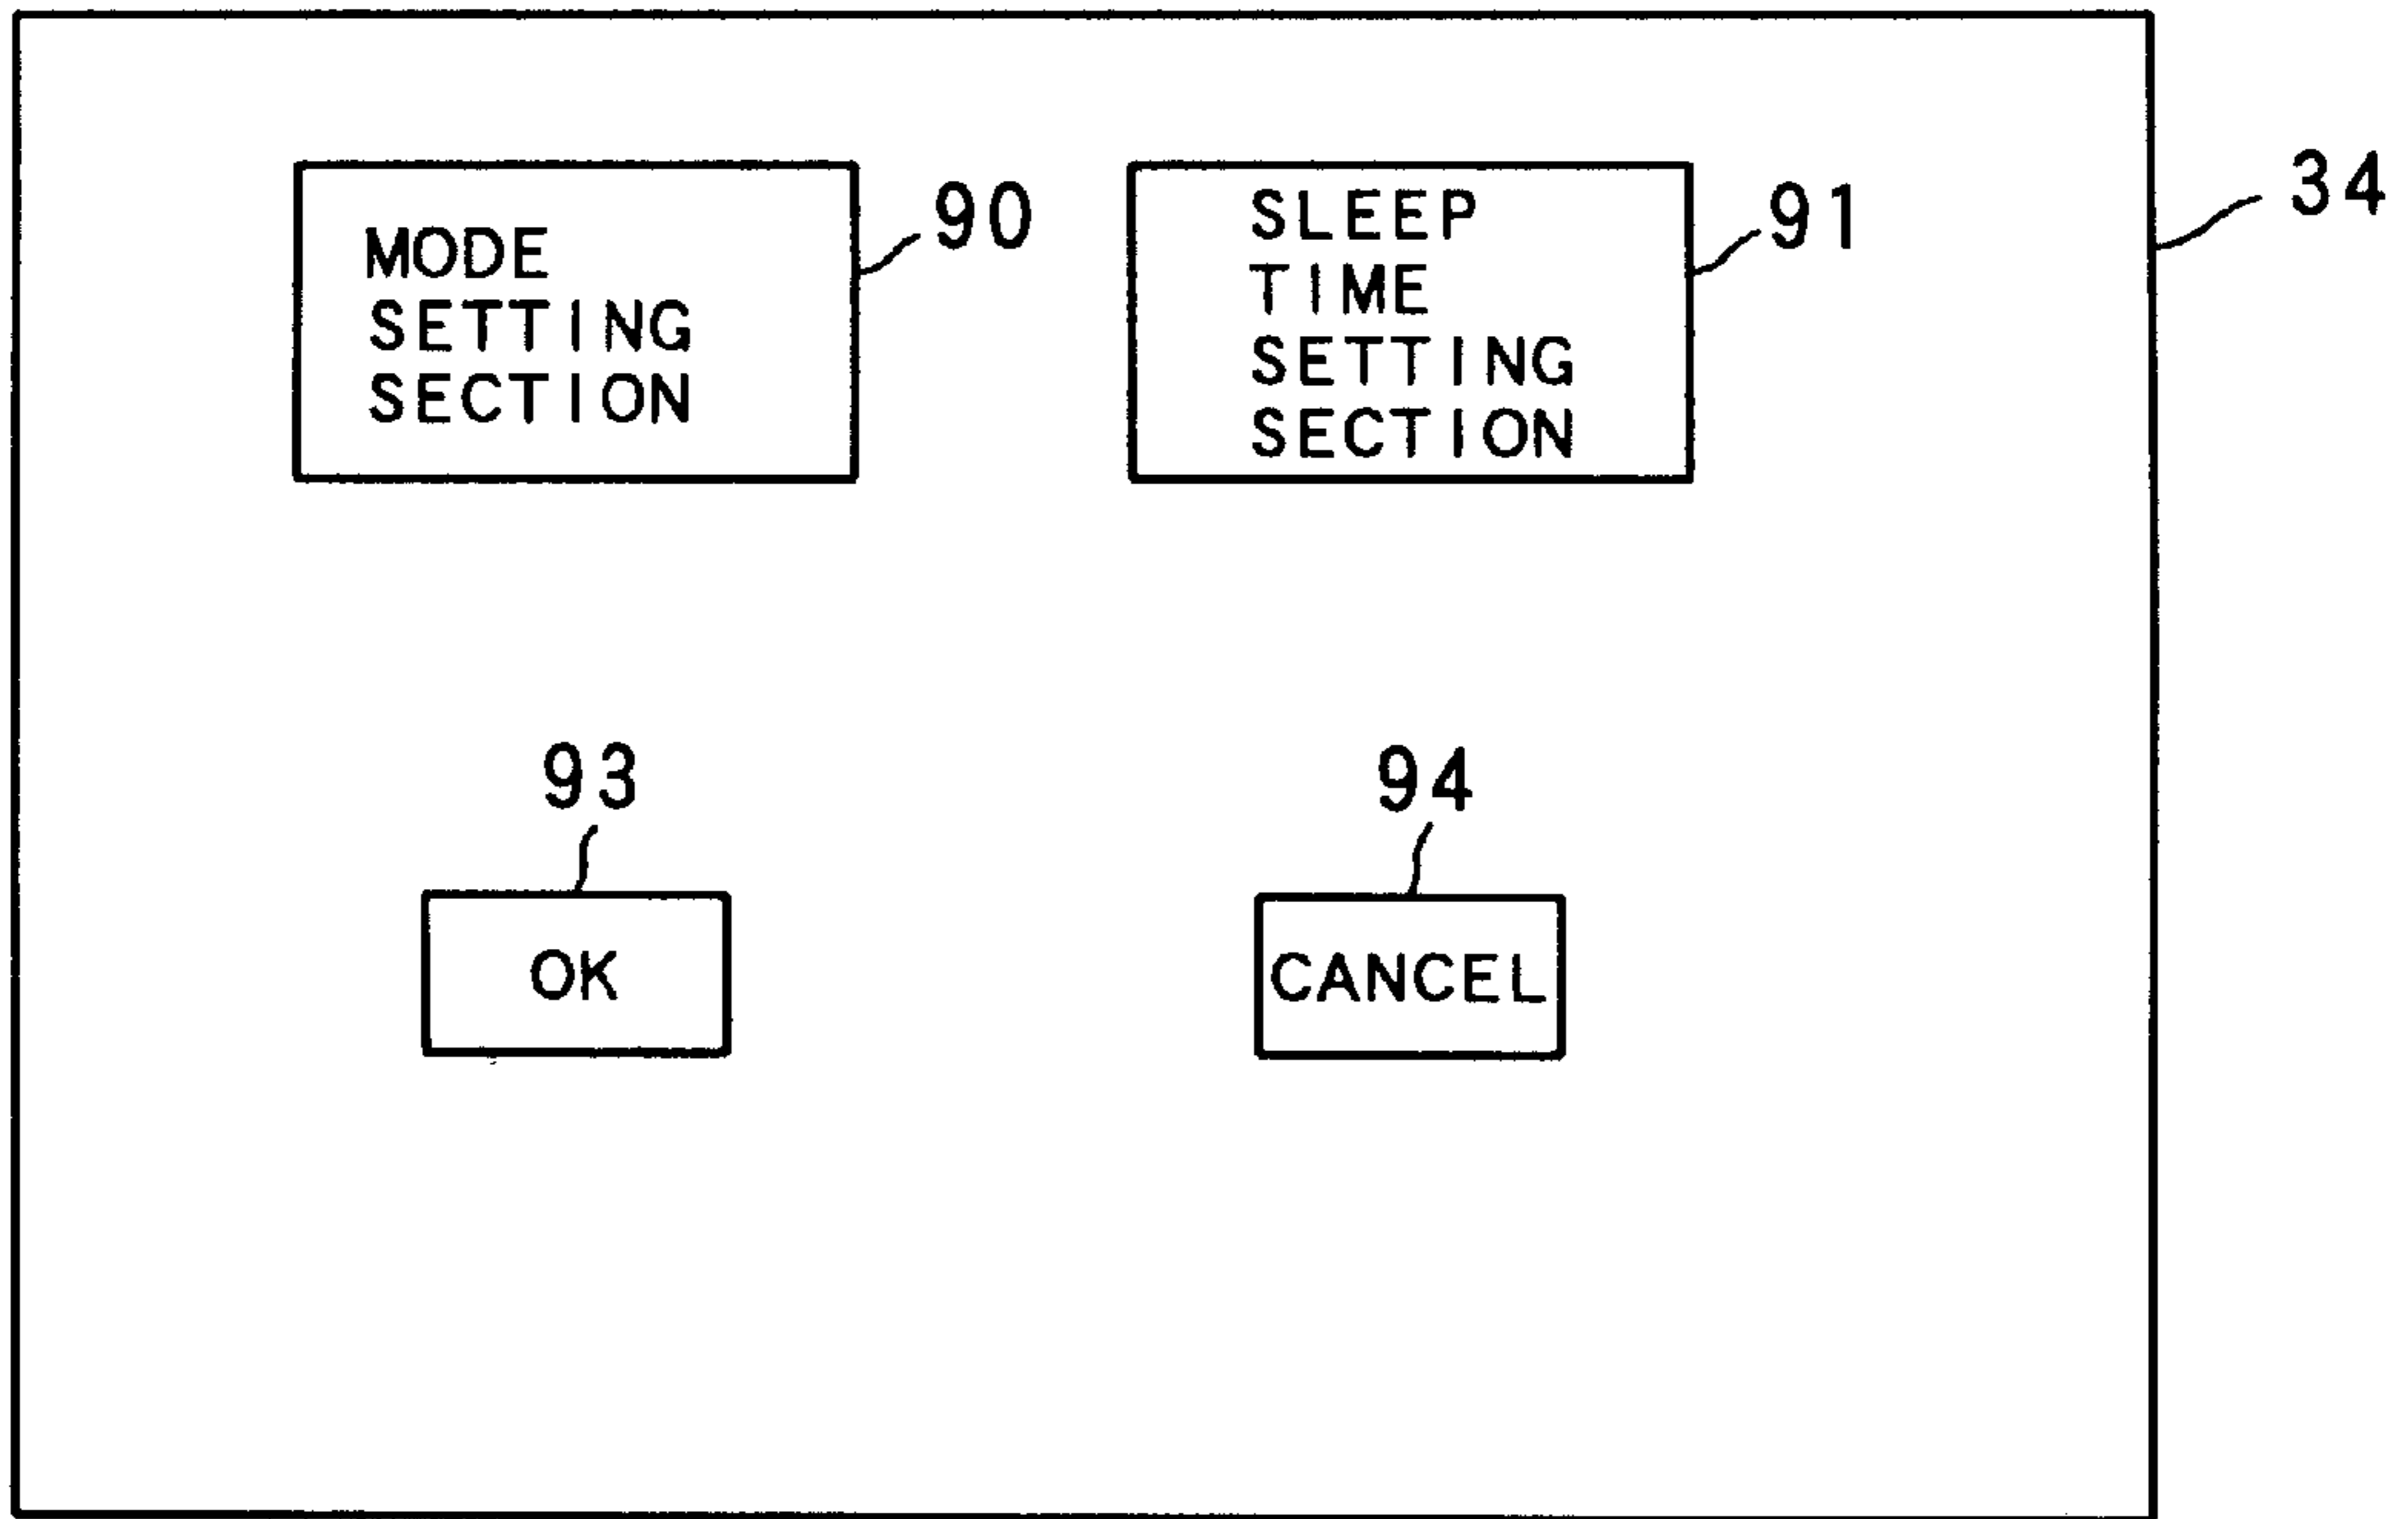 34
90
MODE
SETTING
SECTION
91
SLEEP
TIME
SETTING
SECTION
93
OK
94
CANCEL